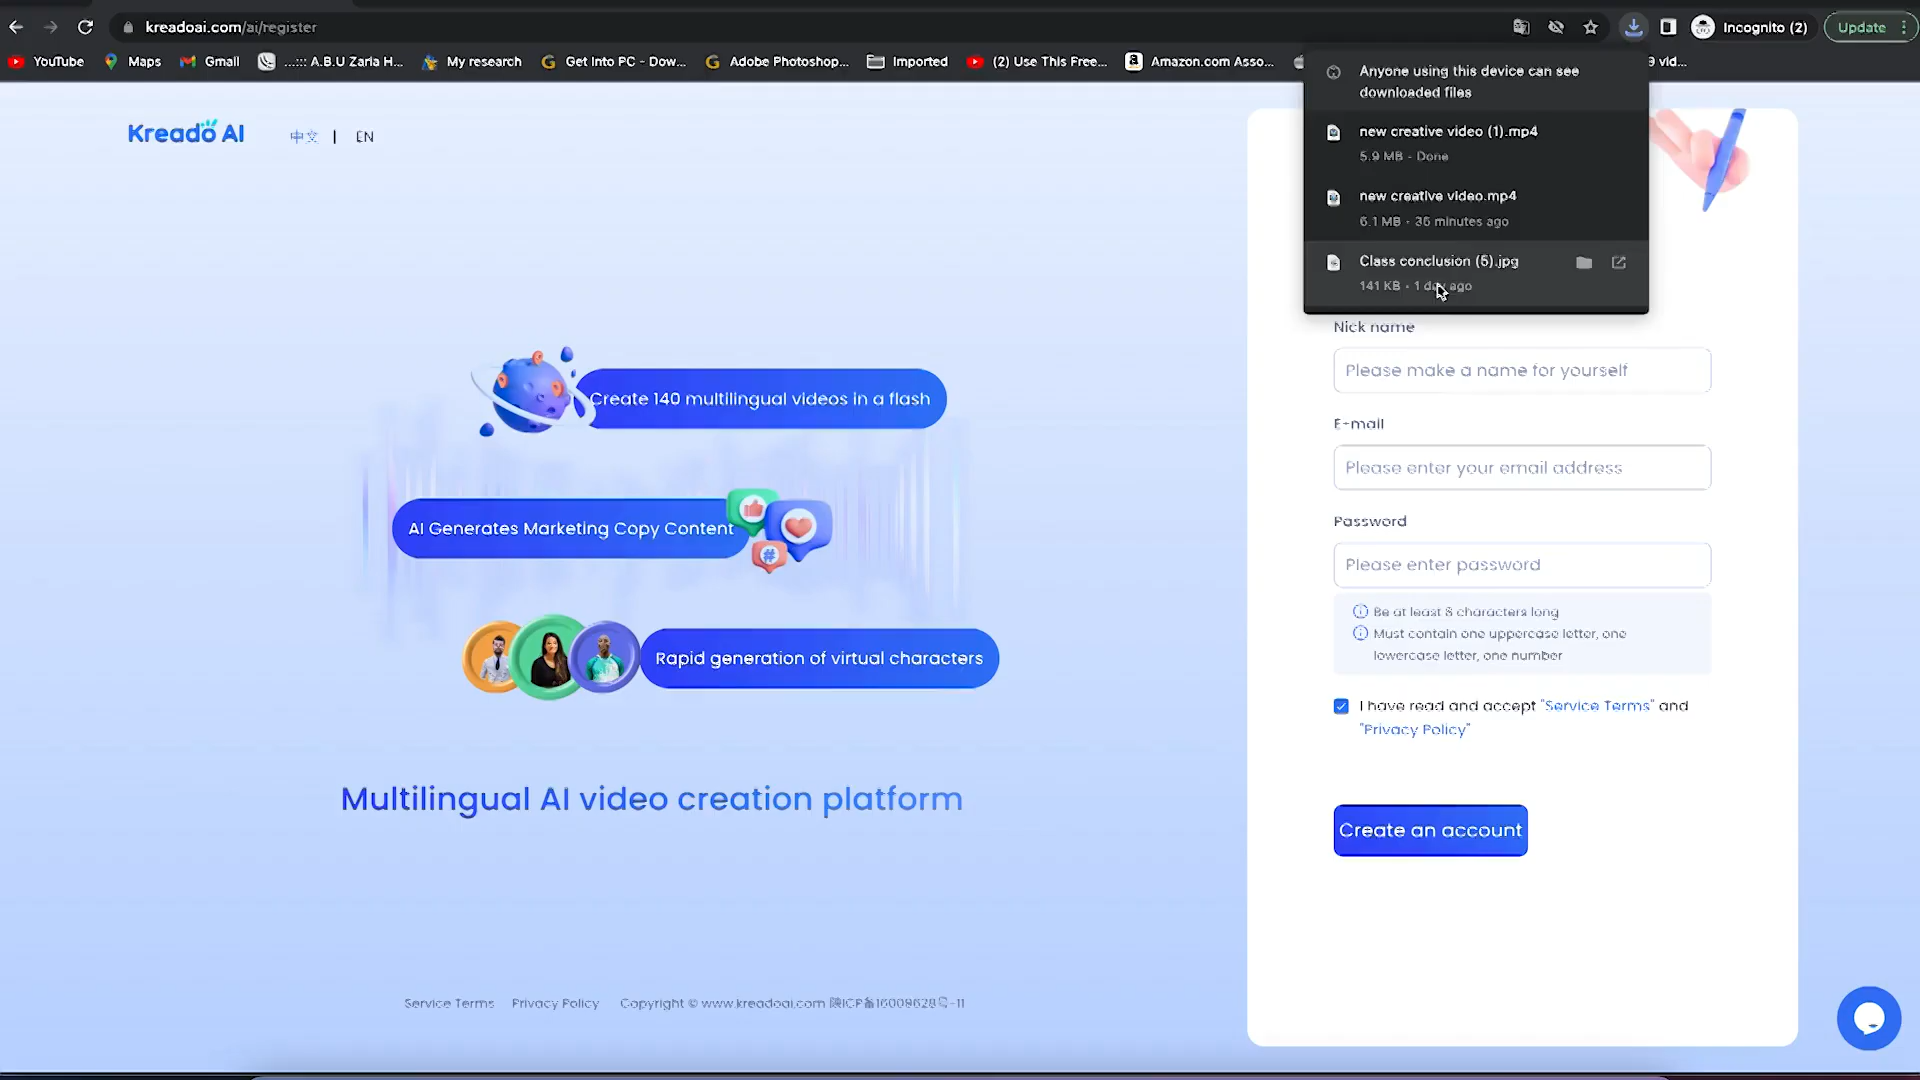 kreadoai.com/ai/register
Incognito (2)
Update
YouTube
Maps
Gmail
...::: A.B.U Zaria H...
My research
Get Into PC - Dow...
Adobe Photoshop...
Imported
(2) Use This Free...
Amazon.com Asso...
9 vid...
Anyone using this device can see
downloaded files
new creative video (1).mp4
5.9 MB - Done
new creative video.mp4
6.1 MB • 36 minutes ago
Class conclusion (5).jpg
141 KB • 1 day ago
Kreado AI
中文 | EN
Create 140 multilingual videos in a flash
AI Generates Marketing Copy Content
#
Rapid generation of virtual characters
Multilingual AI video creation platform
Service Terms
Privacy Policy
Copyright © www.kreadoai.com
Nick name
Please make a name for yourself
E-mail
Please enter your email address
Password
Please enter password
Be at least 8 characters long
Must contain one uppercase letter, one
lowercase letter, one number
I have read and accept "Service Terms" and
"Privacy Policy"
Create an account